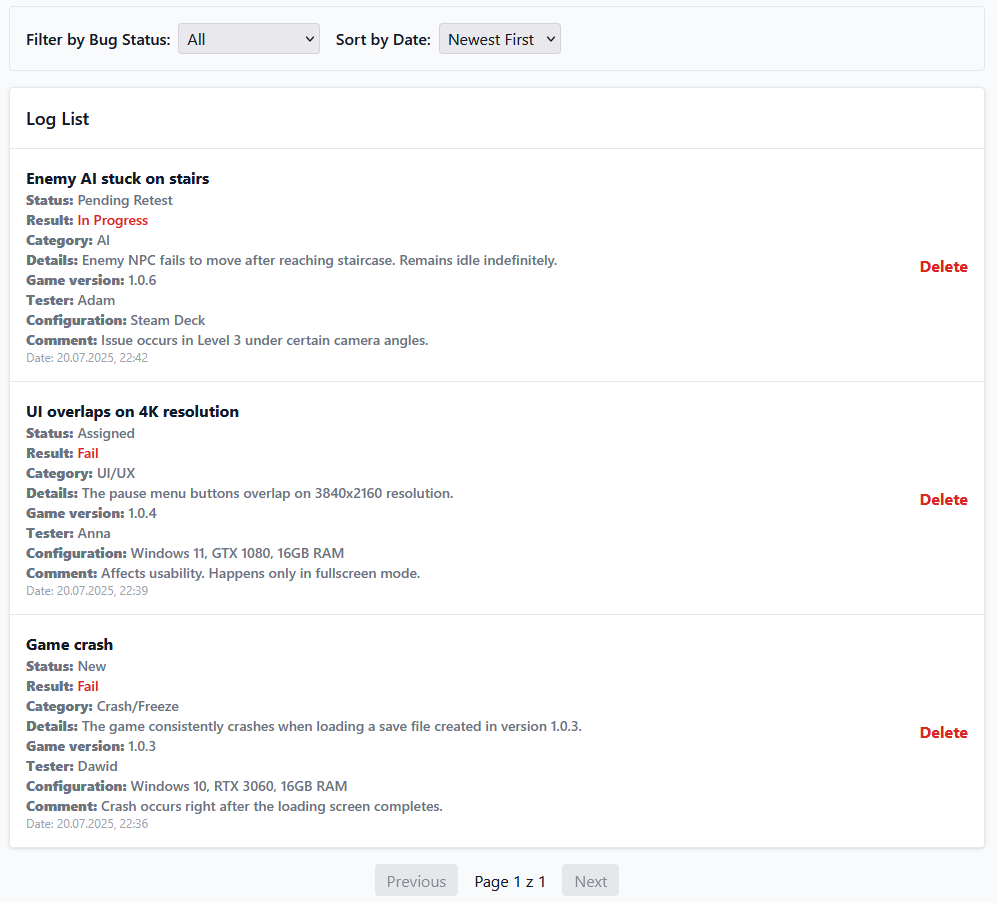 Filter by Bug Status: All Sort by Date: Newest First
Log List
Enemy AI stuck on stairs
Status: Pending Retest
Result: In Progress
Category: AI
Details: Enemy NPC fails to move after reaching staircase. Remains idle indefinitely.
Delete
Game version: 1.0.6
Tester: Adam
Configuration: Steam Deck
Comment: Issue occurs in Level 3 under certain camera angles.
Date: 20.07.2025, 22:42
UI overlaps on 4K resolution
Status: Assigned
Result: Fail
Category: UI/UX
Details: The pause menu buttons overlap on 3840x2160 resolution.
Delete
Game version: 1.0.4
Tester: Anna
Configuration: Windows 11, GTX 1080, 16GB RAM
Comment: Affects usability. Happens only in fullscreen mode.
Date: 20.07.2025, 22:39
Game crash
Status: New
Result: Fail
Category: Crash/Freeze
Details: The game consistently crashes when loading a save file created in version 1.0.3.
Delete
Game version: 1.0.3
Tester: Dawid
Configuration: Windows 10, RTX 3060, 16GB RAM
Comment: Crash occurs right after the loading screen completes.
Date: 20.07.2025, 22:36
Previous Page 1 z 1 Next